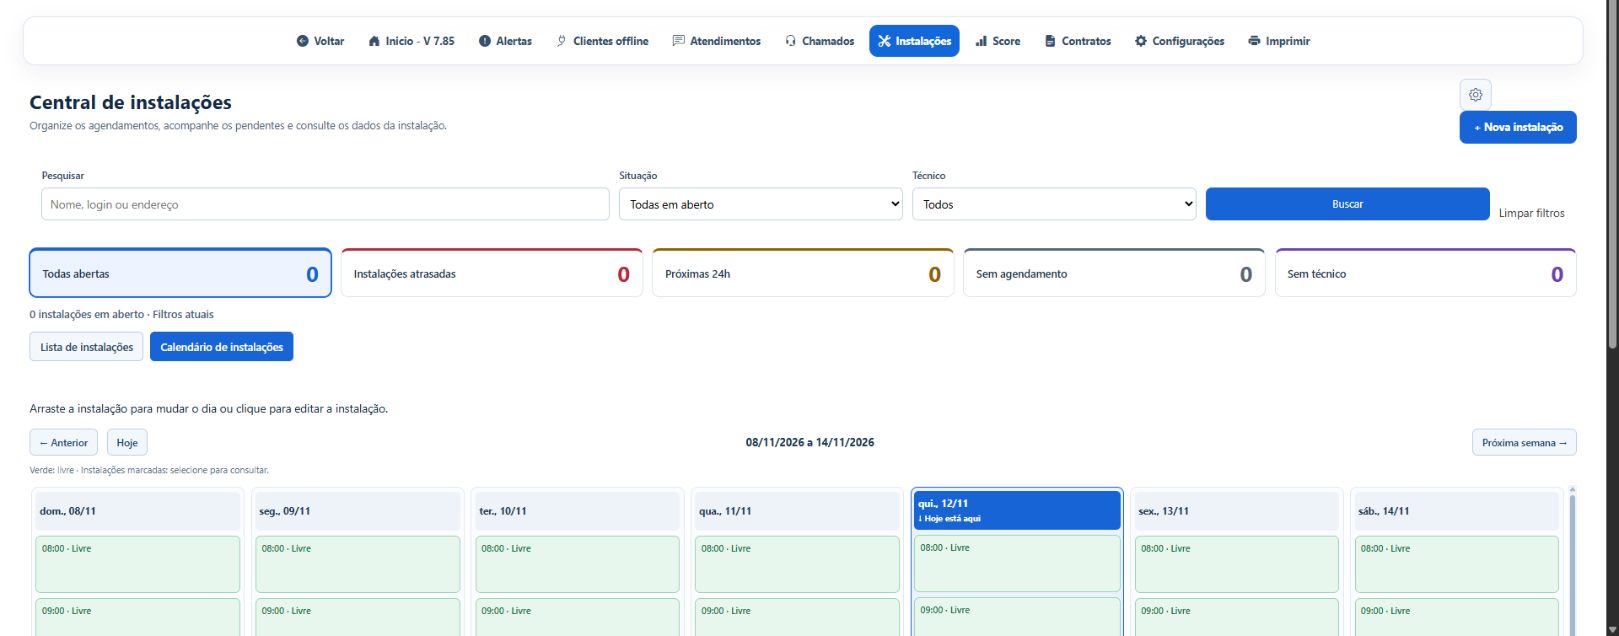 Voltar Inicio - V 7.85 Alertas Clientes offline Atendimentos Chamados Instalações Score Contratos Configurações Imprimir
Central de instalações
Organize os agendamentos, acompanhe os pendentes e consulte os dados da instalação.
+ Nova instalação
Pesquisar Situação Técnico
Nome, login ou endereço Todas em aberto Todos Buscar Limpar filtros
Todas abertas 0 Instalações atrasadas 0 Próximas 24h 0 Sem agendamento 0 Sem técnico 0
0 instalações em aberto · Filtros atuais
Lista de instalações Calendário de instalações
Arraste a instalação para mudar o dia ou clique para editar a instalação.
← Anterior Hoje 08/11/2026 a 14/11/2026 Próxima semana →
Verde: livre · Instalações marcadas: selecione para consultar.
dom., 08/11 seg., 09/11 ter., 10/11 qua., 11/11 qui., 12/11 sex., 13/11 sáb., 14/11
↓ Hoje está aqui
08:00 · Livre 08:00 · Livre 08:00 · Livre 08:00 · Livre 08:00 · Livre 08:00 · Livre 08:00 · Livre
09:00 · Livre 09:00 · Livre 09:00 · Livre 09:00 · Livre 09:00 · Livre 09:00 · Livre 09:00 · Livre